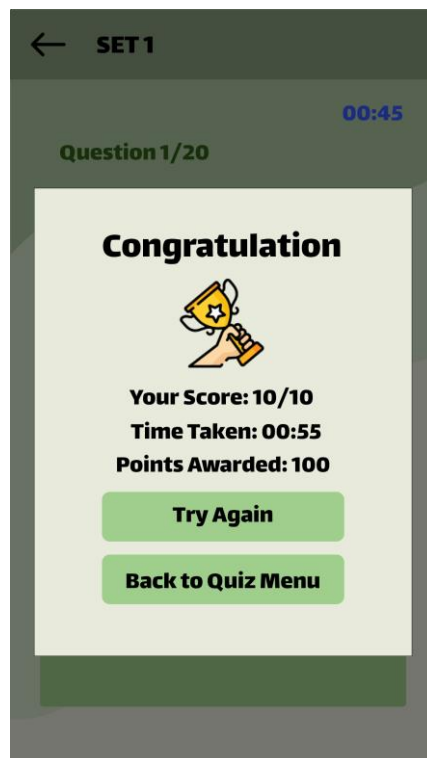 SET 1
00:45
Question 1/20
Congratulation
Your Score: 10/10
Time Taken: 00:55
Points Awarded: 100
Try Again
Back to Quiz Menu